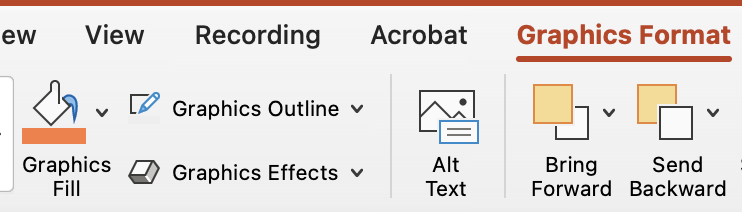 ew View Recording Acrobat Graphics Format
Graphics Outline
Graphics Effects
Graphics
Fill
Alt
Text
Bring
Forward
Send
Backward